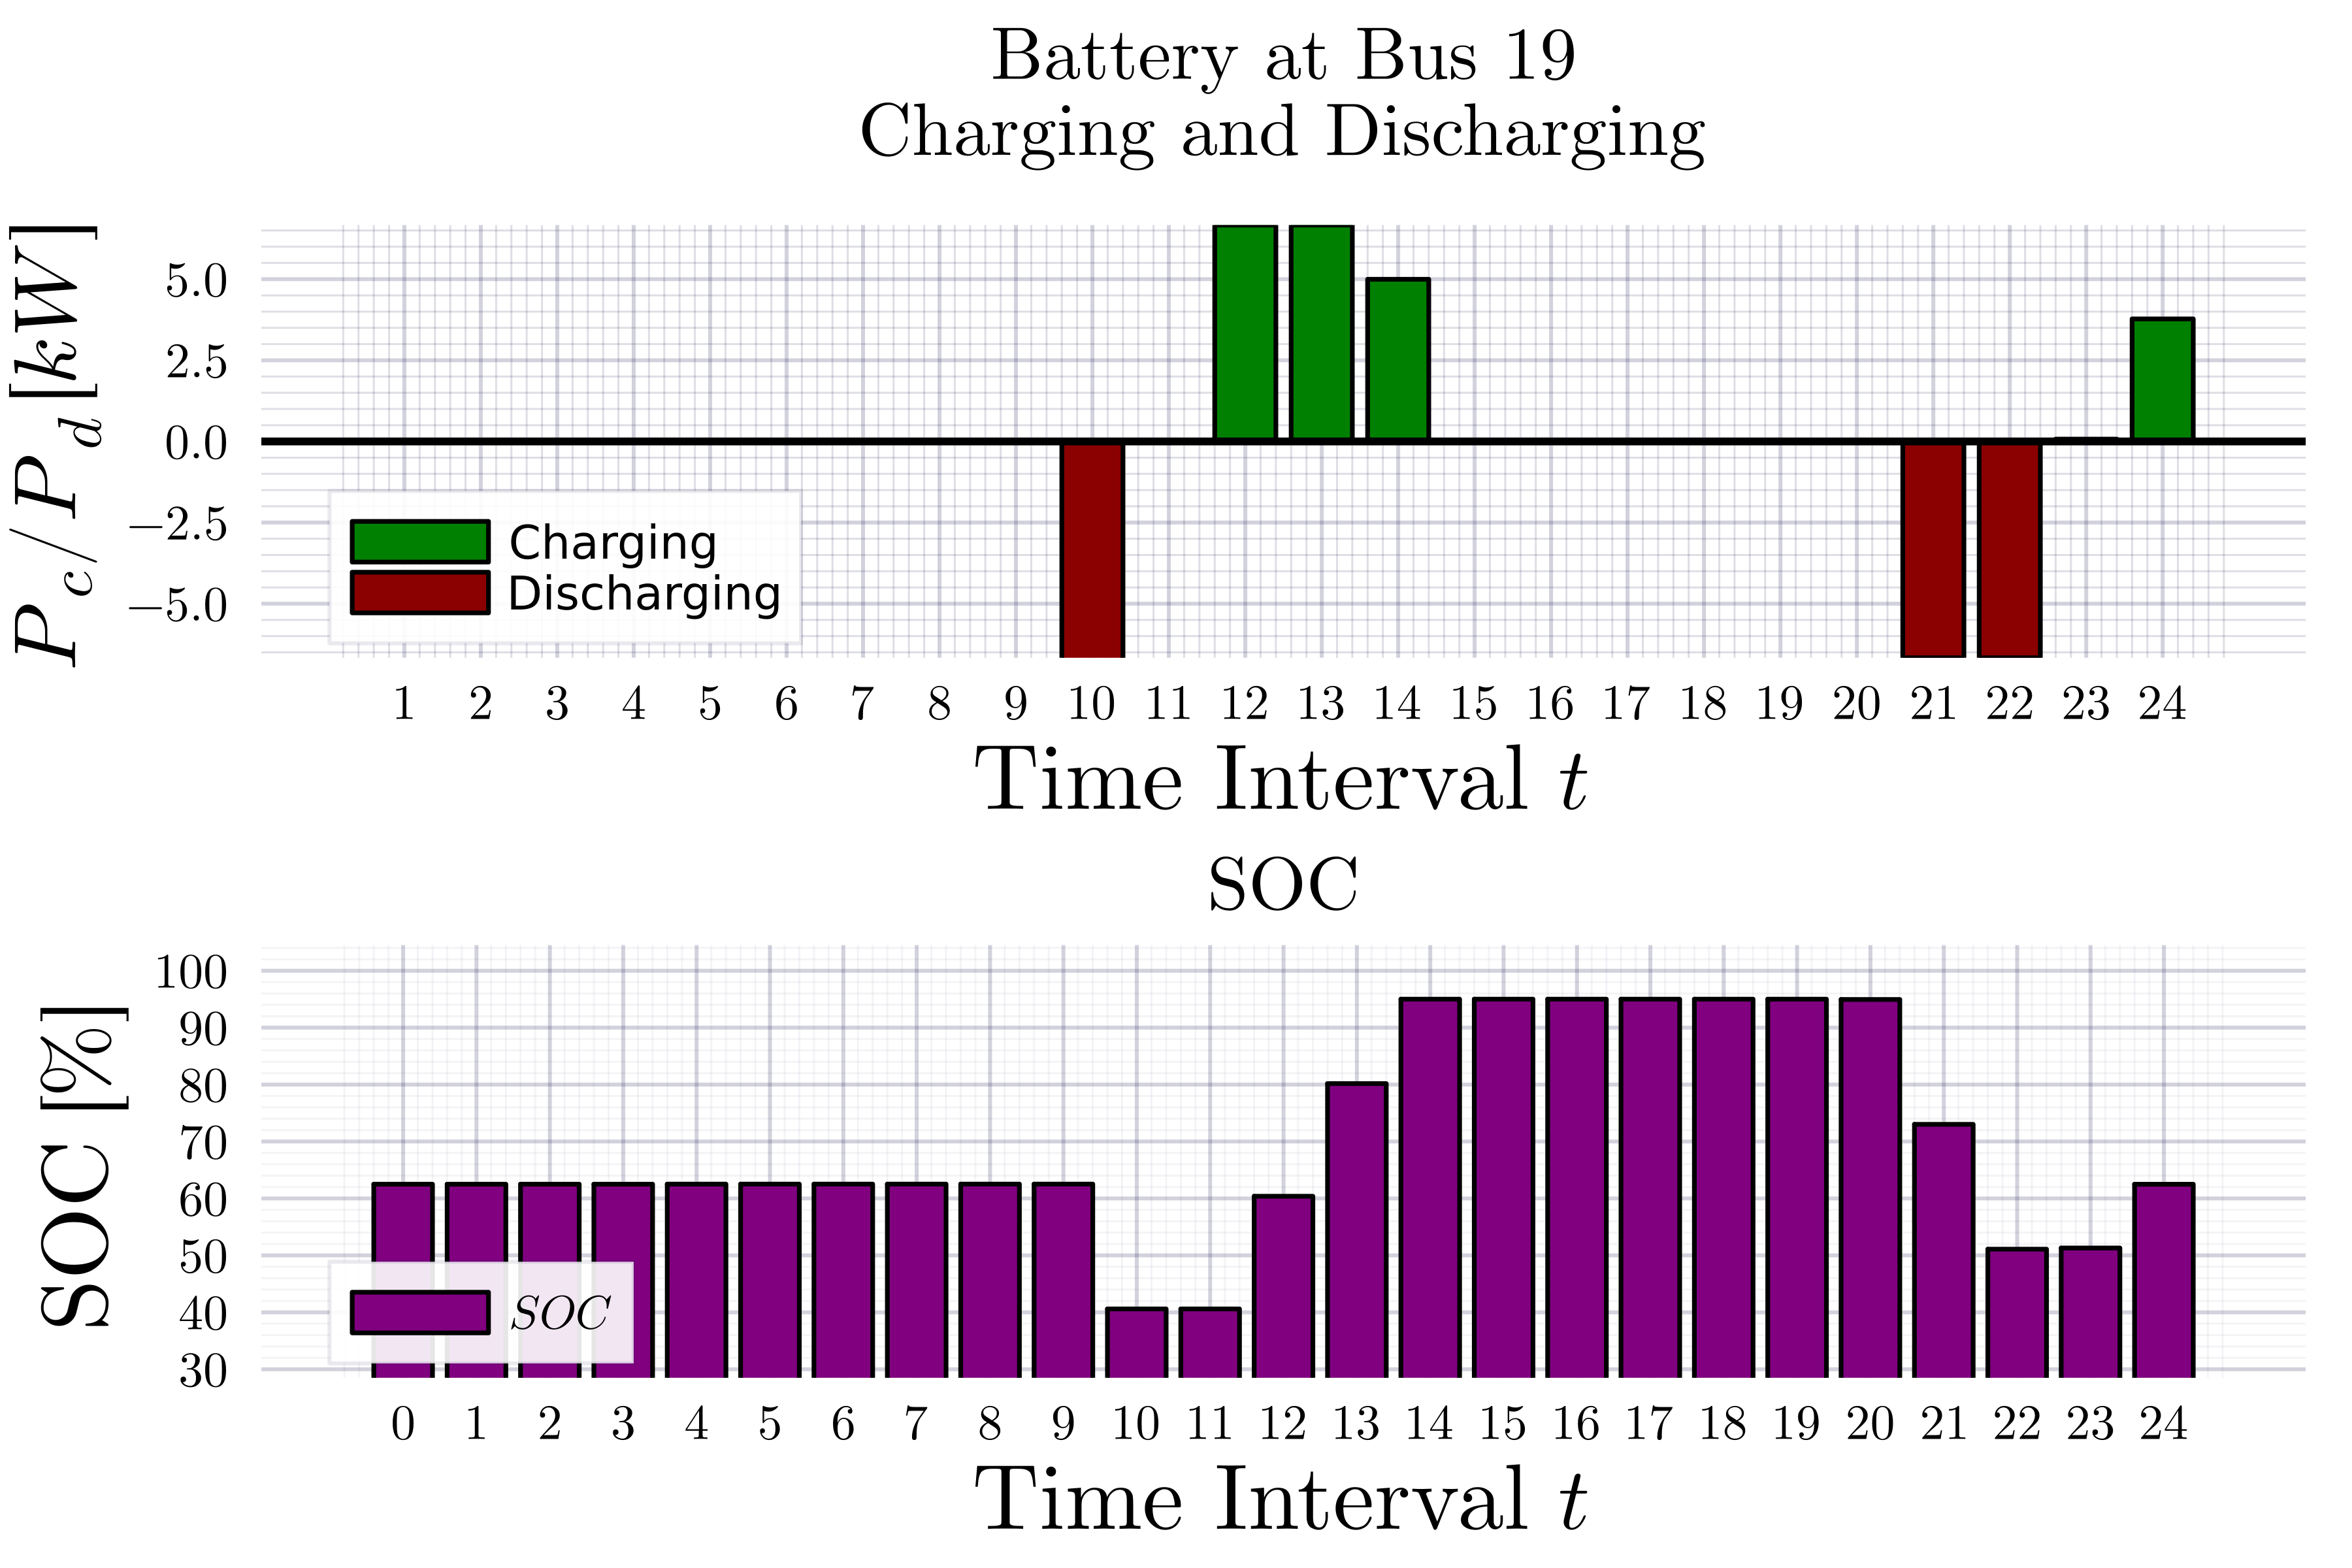 Battery at Bus 19
Charging and Discharging
P_c/P_d [kW]
5.0
2.5
0.0
−2.5
−5.0
Charging
Discharging
1 2 3 4 5 6 7 8 9 10 11 12 13 14 15 16 17 18 19 20 21 22 23 24
Time Interval t
SOC
SOC [%]
100
90
80
70
60
50
40
30
SOC
0 1 2 3 4 5 6 7 8 9 10 11 12 13 14 15 16 17 18 19 20 21 22 23 24
Time Interval t